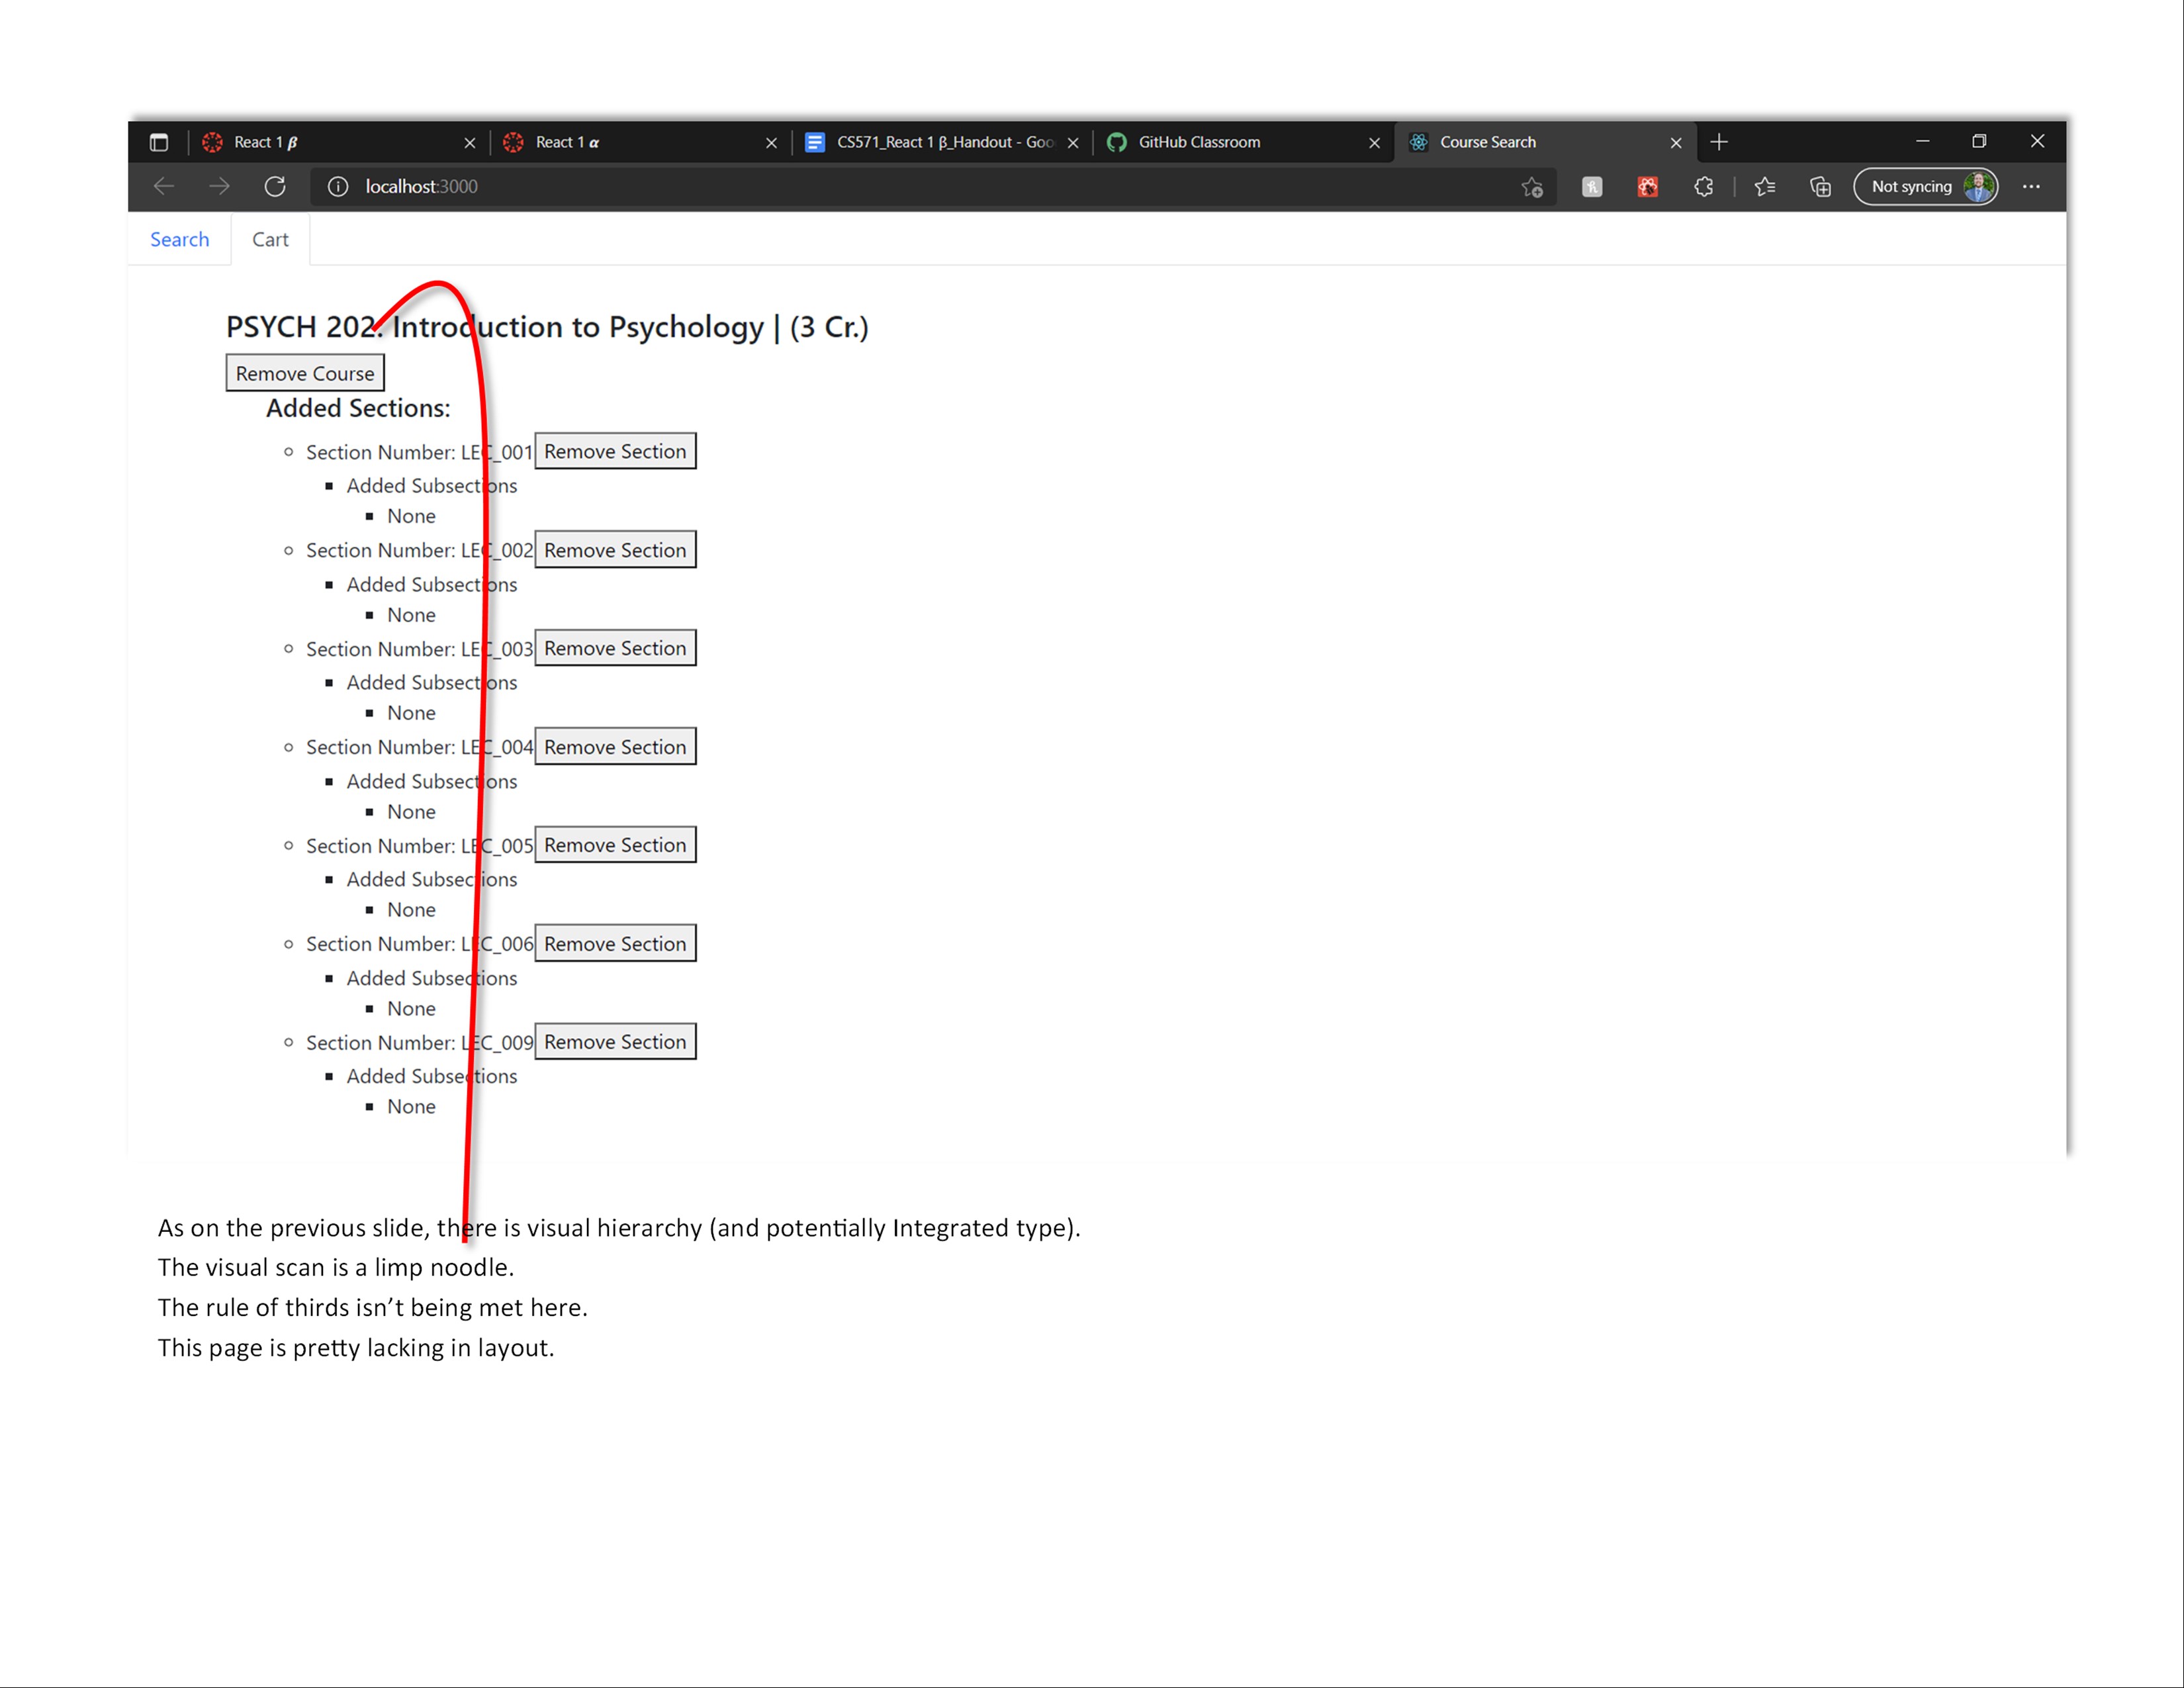 React 1 β
React 1 α
CS571_React 1 β_Handout - Goo
GitHub Classroom
Course Search
localhost:3000
Not syncing
Search
Cart
PSYCH 202: Introduction to Psychology | (3 Cr.)
Remove Course
Added Sections:
Section Number: LEC_001 Remove Section
Added Subsections
None
Section Number: LEC_002 Remove Section
Added Subsections
None
Section Number: LEC_003 Remove Section
Added Subsections
None
Section Number: LEC_004 Remove Section
Added Subsections
None
Section Number: LEC_005 Remove Section
Added Subsections
None
Section Number: LEC_006 Remove Section
Added Subsections
None
Section Number: LEC_009 Remove Section
Added Subsections
None
As on the previous slide, there is visual hierarchy (and potentially Integrated type).
The visual scan is a limp noodle.
The rule of thirds isn’t being met here.
This page is pretty lacking in layout.